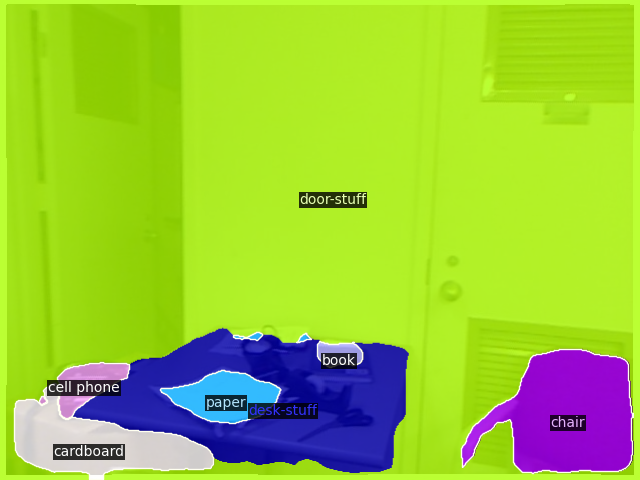 door-stuff
book
cell phone
paper
desk-stuff
chair
cardboard